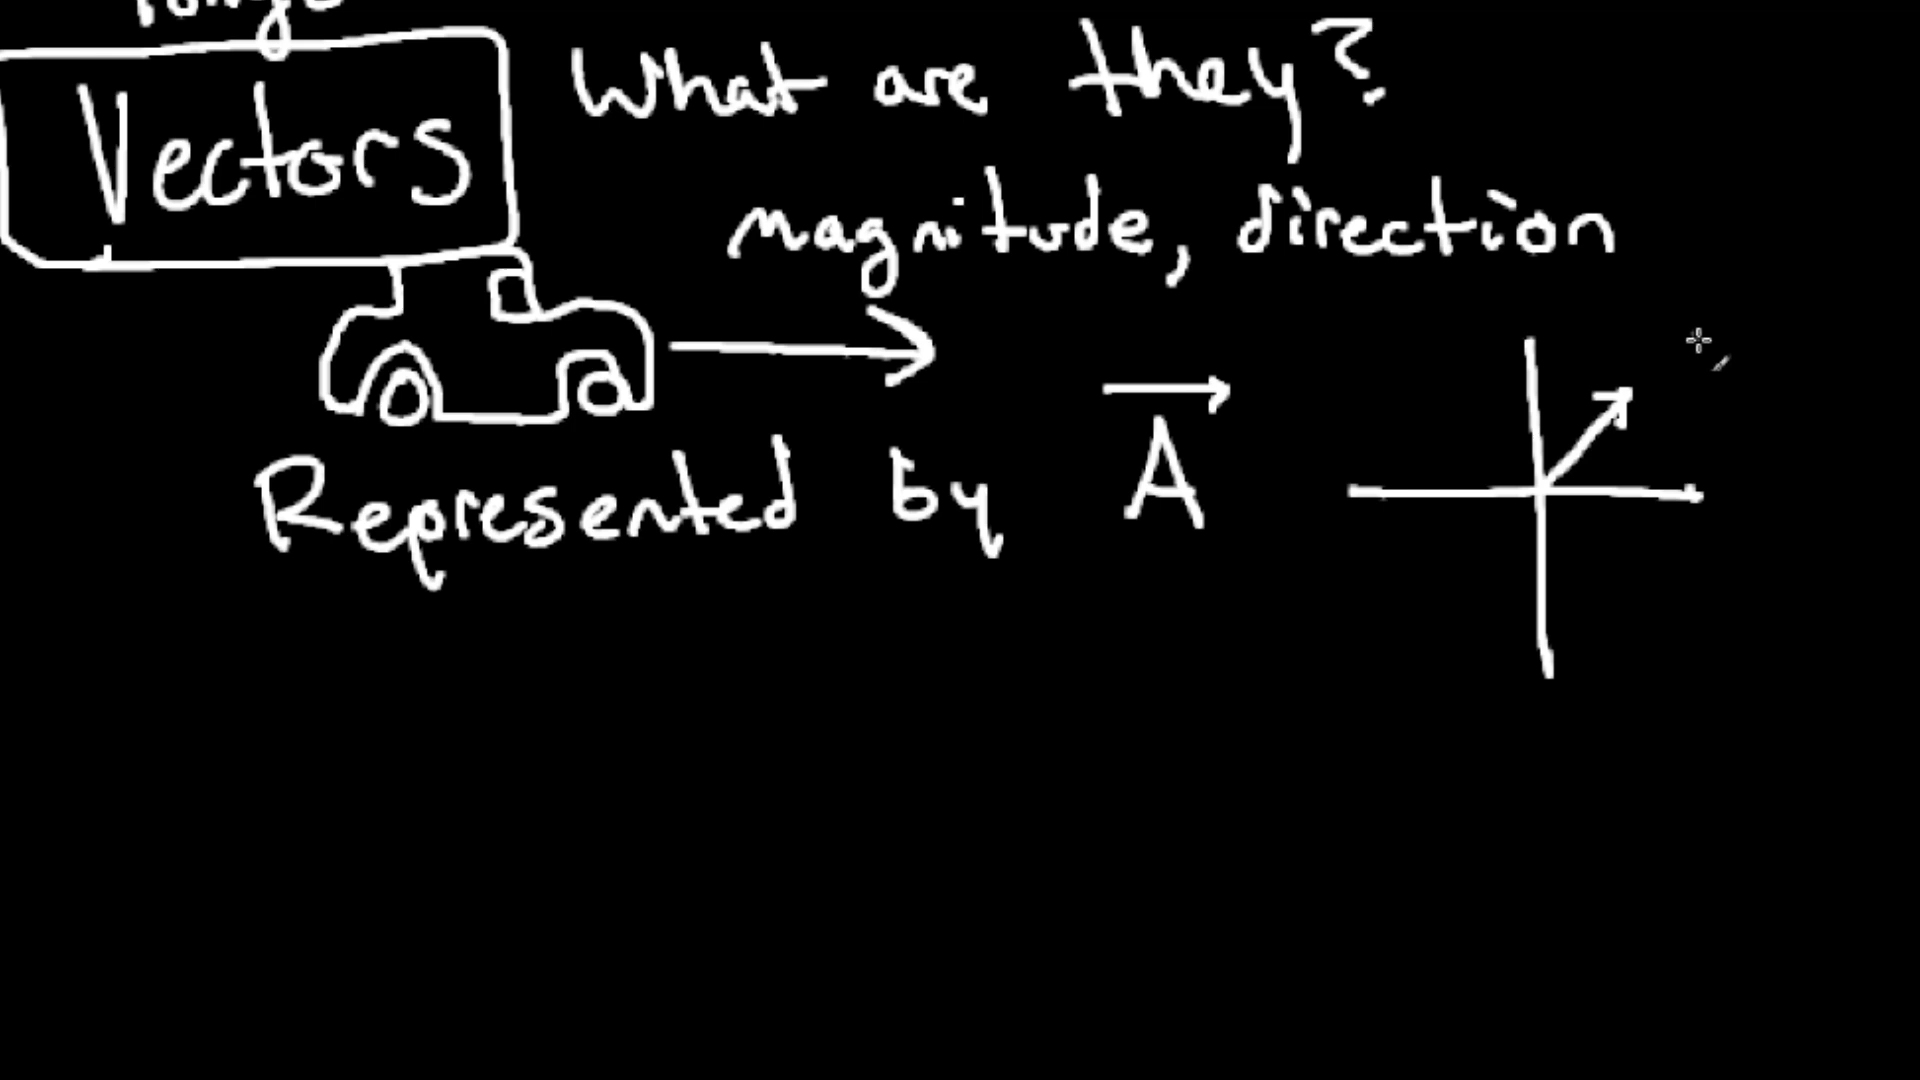 Vectors
What are they?
magnitude, direction
Represented by A